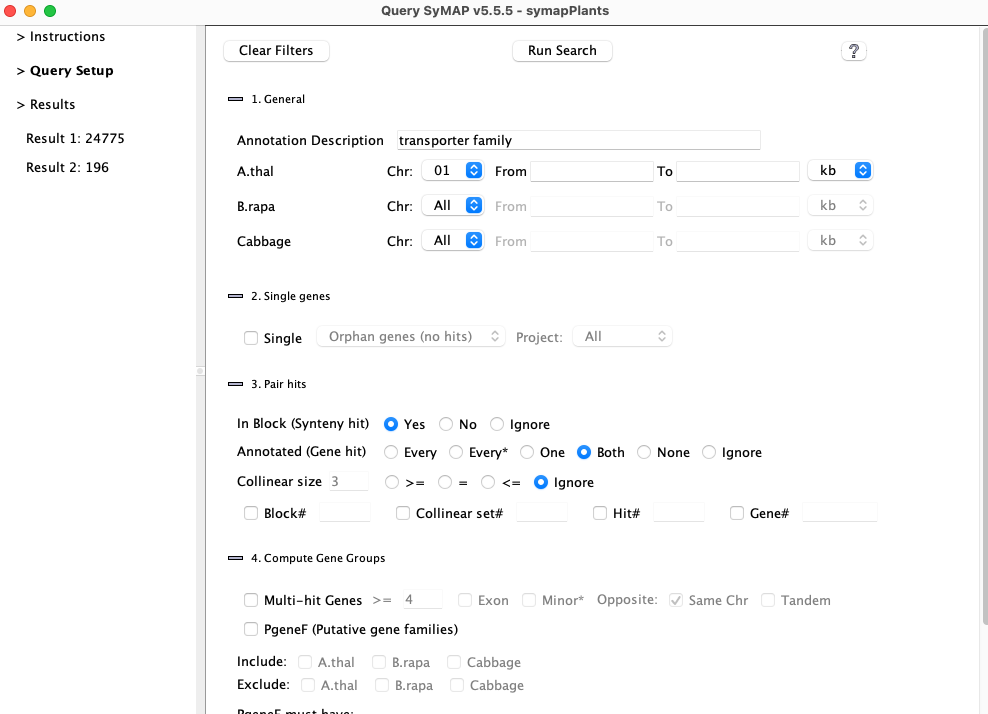 Query SyMAP v5.5.5 - symapPlants
> Instructions
> Query Setup
> Results
Result 1: 24775
Result 2: 196
Clear Filters Run Search ?
1. General
Annotation Description transporter family
A.thal Chr: 01 From To kb
B.rapa Chr: All From To kb
Cabbage Chr: All From To kb
2. Single genes
Single Orphan genes (no hits) Project: All
3. Pair hits
In Block (Synteny hit) Yes No Ignore
Annotated (Gene hit) Every Every* One Both None Ignore
Collinear size 3 >= = <= Ignore
Block# Collinear set# Hit# Gene#
4. Compute Gene Groups
Multi-hit Genes >= 4 Exon Minor* Opposite: Same Chr Tandem
PgeneF (Putative gene families)
Include: A.thal B.rapa Cabbage
Exclude: A.thal B.rapa Cabbage
PgeneF must have: